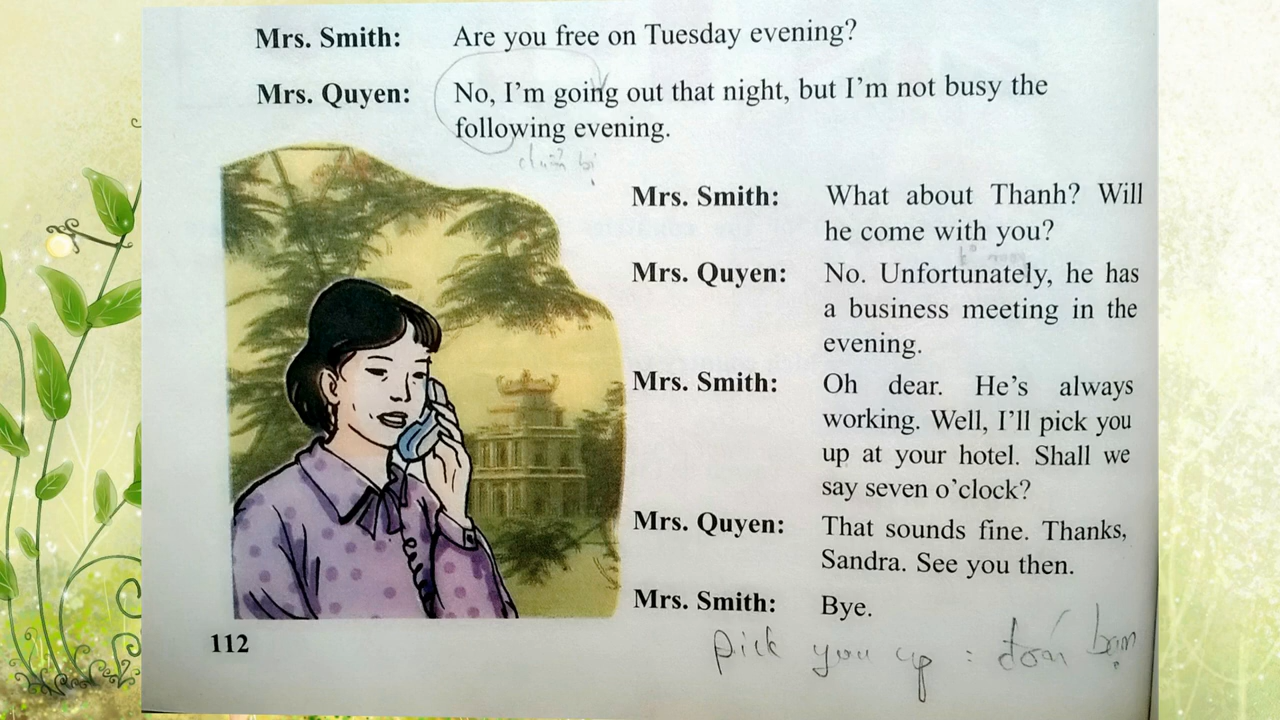 Mrs. Smith: Are you free on Tuesday evening?
Mrs. Quyen: No, I'm going out that night, but I'm not busy the
following evening.
chuẩn bị
Mrs. Smith: What about Thanh? Will
he come with you?
Mrs. Quyen: No. Unfortunately, he has
a business meeting in the
evening.
Mrs. Smith: Oh dear. He's always
working. Well, I'll pick you
up at your hotel. Shall we
say seven o'clock?
Mrs. Quyen: That sounds fine. Thanks,
Sandra. See you then.
Mrs. Smith: Bye.
112
Pick you up : đón bạn